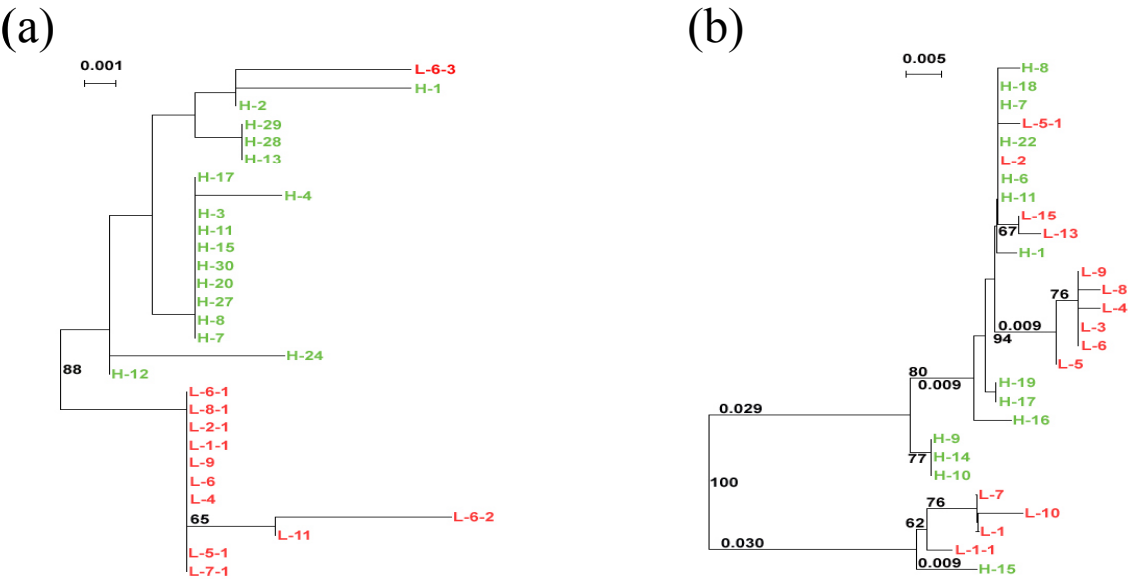 (a)
0.001
L-6-3
H-1
H-2
H-29
H-28
H-13
H-17
H-4
H-3
H-11
H-15
H-30
H-20
H-27
H-8
H-7
H-24
88
H-12
L-6-1
L-8-1
L-2-1
L-1-1
L-9
L-6
L-4
65
L-6-2
L-11
L-5-1
L-7-1
(b)
0.005
H-8
H-18
H-7
L-5-1
H-22
L-2
H-6
H-11
L-15
67
L-13
H-1
L-9
76
L-8
L-4
0.009
L-3
94
L-6
L-5
80
0.009
H-19
H-17
0.029
H-16
H-9
77
H-14
H-10
100
L-7
76
L-10
62
L-1
0.030
L-1-1
0.009
H-15